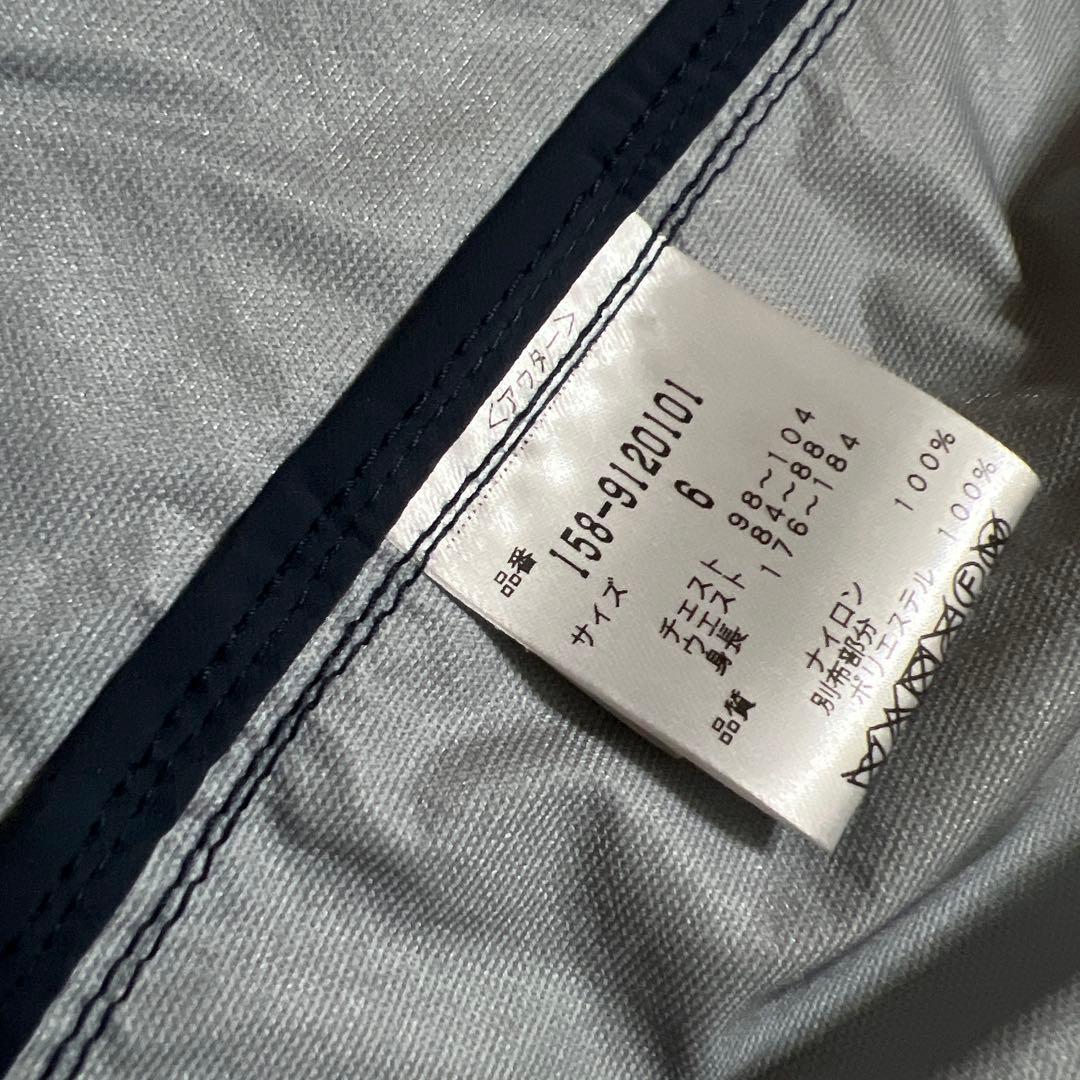 〈アウター〉
品番 158-9120101
サイズ 6
チェスト 98～104
ウエスト 84～88
身長 176～184
品質 ナイロン 100%
別布部分
ポリエステル 100%